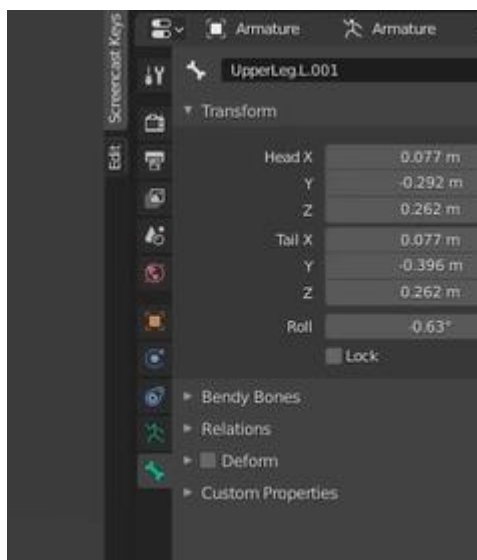 Screencast Keys
Edit
Armature Armature
UpperLeg.L.001
Transform
Head X 0.077 m
Y -0.292 m
Z 0.262 m
Tail X 0.077 m
Y -0.396 m
Z 0.262 m
Roll -0.63°
Lock
Bendy Bones
Relations
Deform
Custom Properties